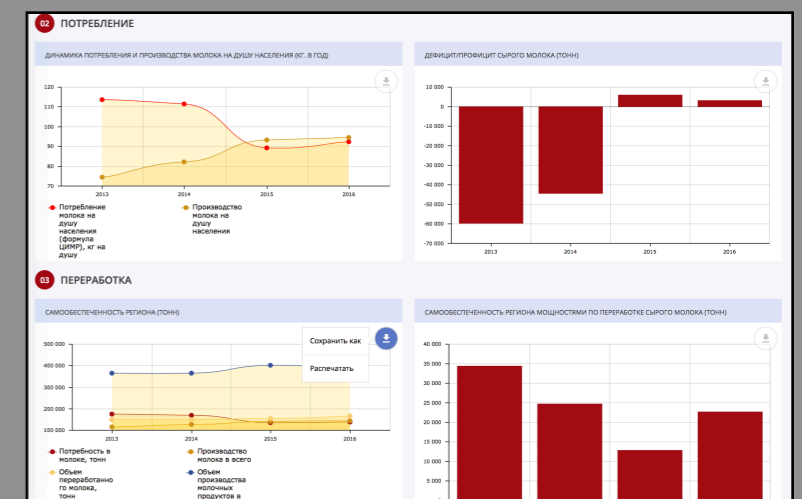 02 ПОТРЕБЛЕНИЕ
ДИНАМИКА ПОТРЕБЛЕНИЯ И ПРОИЗВОДСТВА МОЛОКА НА ДУШУ НАСЕЛЕНИЯ (КГ. В ГОД)
120
110
100
90
80
70
2013
2014
2015
2016
Потребление
молока на
душу
населения
(формула
ЦИМР), кг на
душу
Производство
молока на
душу
населения
ДЕФИЦИТ/ПРОФИЦИТ СЫРОГО МОЛОКА (ТОНН)
10 000
0
-10 000
-20 000
-30 000
-40 000
-50 000
-60 000
-70 000
2013
2014
2015
2016
03 ПЕРЕРАБОТКА
САМООБЕСПЕЧЕННОСТЬ РЕГИОНА (ТОНН)
Сохранить как
Распечатать
500 000
400 000
300 000
200 000
100 000
2013
2014
2015
2016
Потребность в
молоке, тонн
Объем
переработанно
го молока,
тонн
Производство
молока в всего
Объем
производства
молочных
продуктов в
САМООБЕСПЕЧЕННОСТЬ РЕГИОНА МОЩНОСТЯМИ ПО ПЕРЕРАБОТКЕ СЫРОГО МОЛОКА (ТОНН)
40 000
35 000
30 000
25 000
20 000
15 000
10 000
5 000